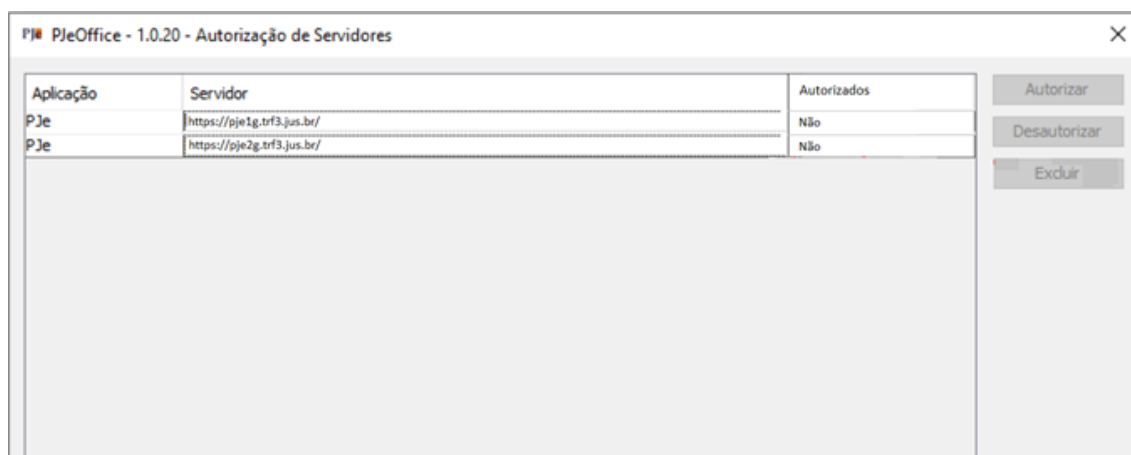 PJe PJeOffice - 1.0.20 - Autorização de Servidores
Aplicação Servidor Autorizados
PJe https://pje1g.trf3.jus.br/ Não
PJe https://pje2g.trf3.jus.br/ Não
Autorizar
Desautorizar
Excluir